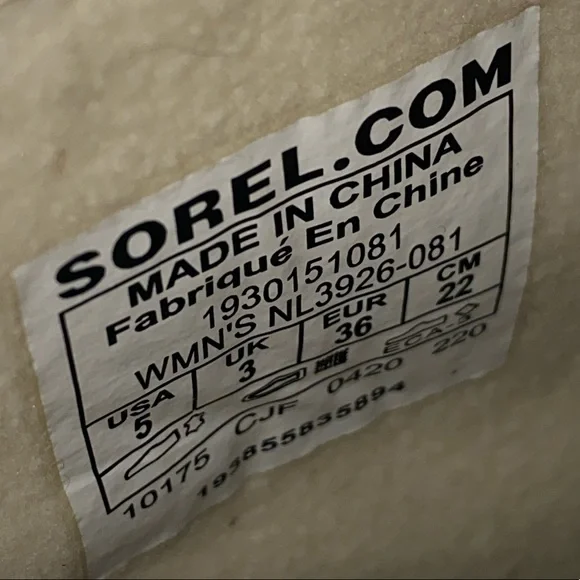 SOREL.COM
MADE IN CHINA
Fabriqué En Chine
1930151081
WMN'S NL3926-081
USA UK EUR CM
5 3 36 22
ECA-S
10175 CJF 0420 220
193855835894